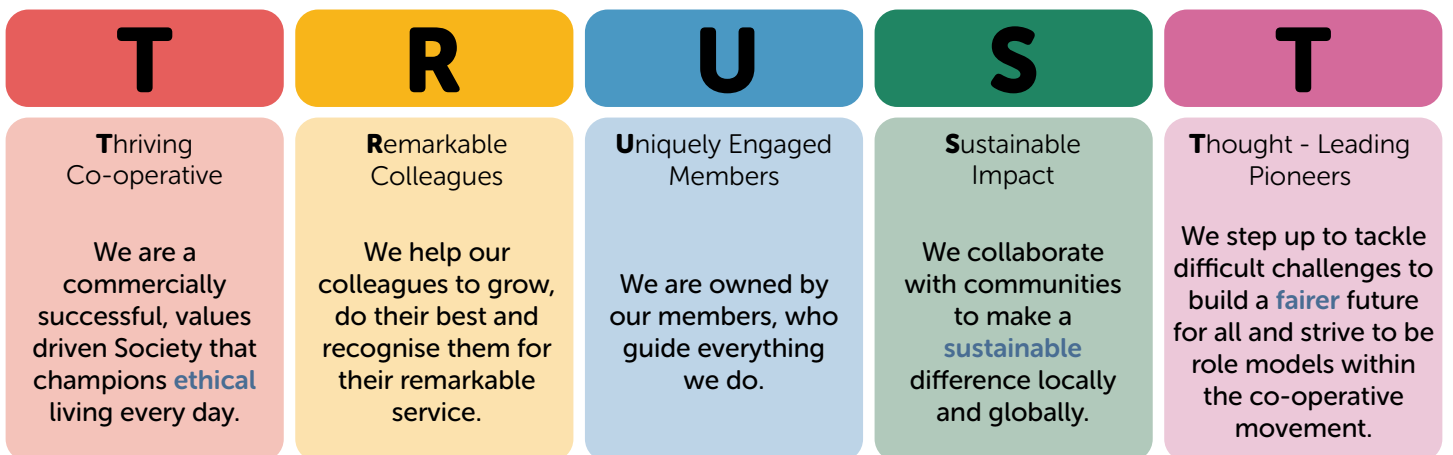 T
Thriving
Co-operative
We are a
commercially
successful, values
driven Society that
champions ethical
living every day.
R
Remarkable
Colleagues
We help our
colleagues to grow,
do their best and
recognise them for
their remarkable
service.
U
Uniquely Engaged
Members
We are owned by
our members, who
guide everything
we do.
S
Sustainable
Impact
We collaborate
with communities
to make a
sustainable
difference locally
and globally.
T
Thought - Leading
Pioneers
We step up to tackle
difficult challenges to
build a fairer future
for all and strive to be
role models within
the co-operative
movement.